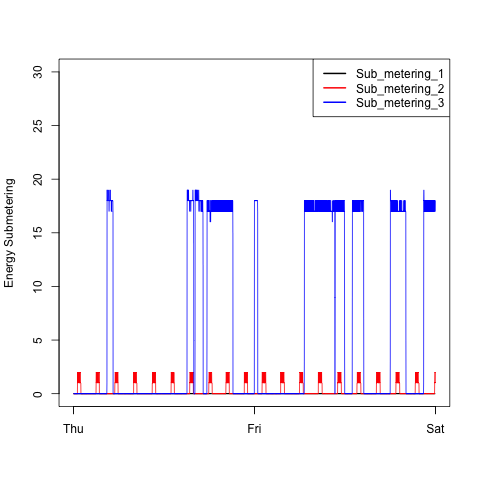 Sub_metering_1
Sub_metering_2
Sub_metering_3
Energy Submetering
30
25
20
15
10
5
0
Thu Fri Sat